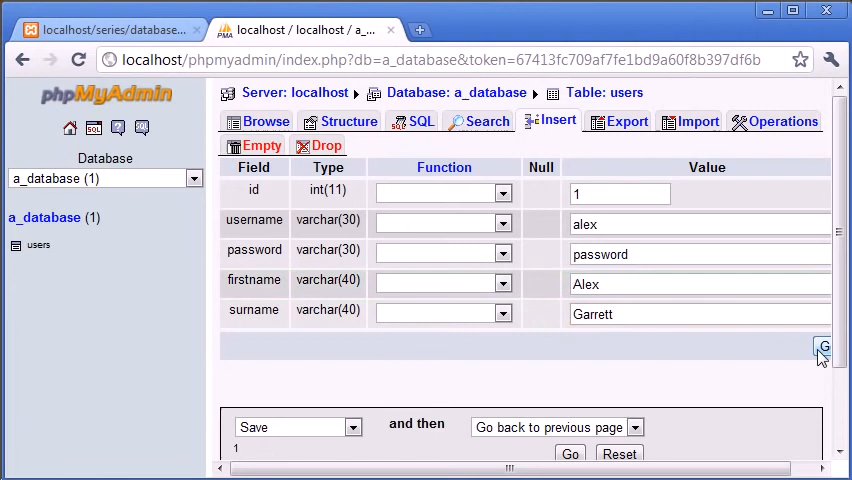 localhost/series/database...
PMA localhost / localhost / a_...
localhost/phpmyadmin/index.php?db=a_database&token=67413fc709af7fe1bd9a60f8b397df6b
phpMyAdmin
SQL
Database
a_database (1)
a_database (1)
users
Server: localhost Database: a_database Table: users
Browse Structure SQL Search Insert Export Import Operations
Empty Drop
Field Type Function Null Value
id int(11) 1
username varchar(30) alex
password varchar(30) password
firstname varchar(40) Alex
surname varchar(40) Garrett
G
Save and then Go back to previous page
1
Go Reset